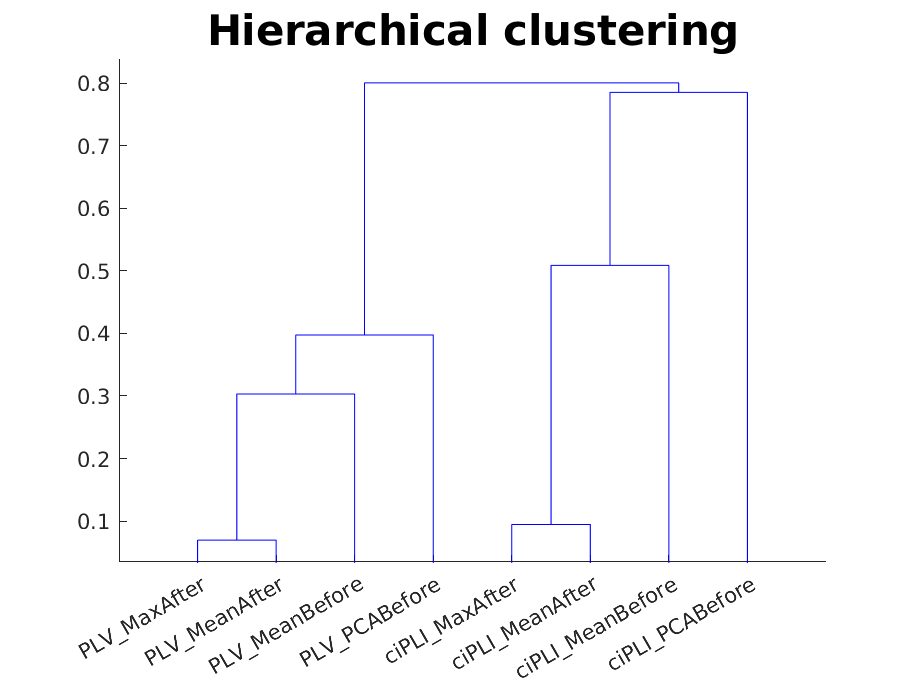 Hierarchical clustering
0.8
0.7
0.6
0.5
0.4
0.3
0.2
0.1
PLV_MaxAfter
PLV_MeanAfter
PLV_MeanBefore
PLV_PCABefore
ciPLI_MaxAfter
ciPLI_MeanAfter
ciPLI_MeanBefore
ciPLI_PCABefore